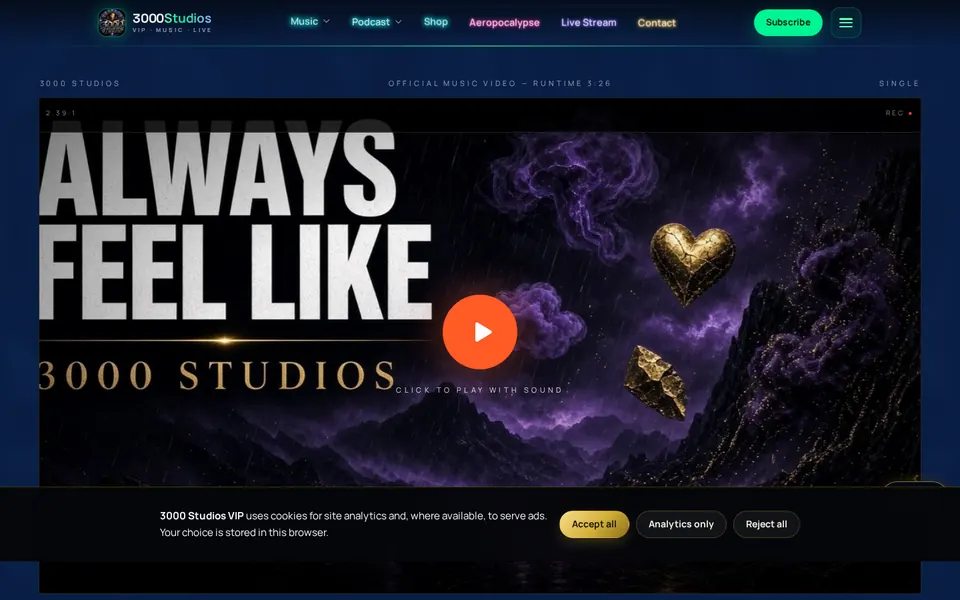 3000Studios
VIP · MUSIC · LIVE
Music
Podcast
Shop
Aeropocalypse
Live Stream
Contact
Subscribe
3000 STUDIOS
OFFICIAL MUSIC VIDEO — RUNTIME 3:26
SINGLE
2.39:1
REC
ALWAYS
FEEL LIKE
3000 STUDIOS
CLICK TO PLAY WITH SOUND
3000 Studios VIP uses cookies for site analytics and, where available, to serve ads.
Your choice is stored in this browser.
Accept all
Analytics only
Reject all